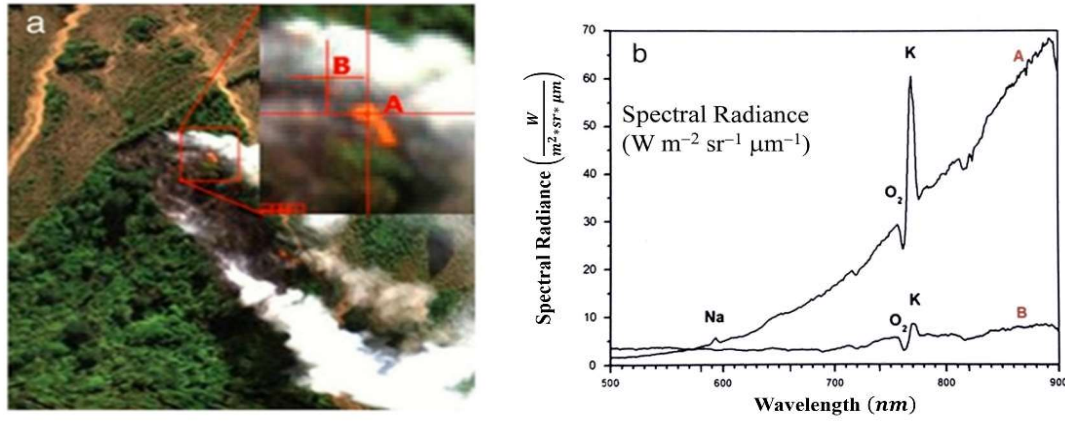 a
B
A
b
Spectral Radiance
(W m⁻² sr⁻¹ μm⁻¹)
Spectral Radiance (W / m² * sr * μm)
70
60
50
40
30
20
10
0
K
A
O₂
Na
O₂
K
B
500
600
700
800
900
Wavelength (nm)